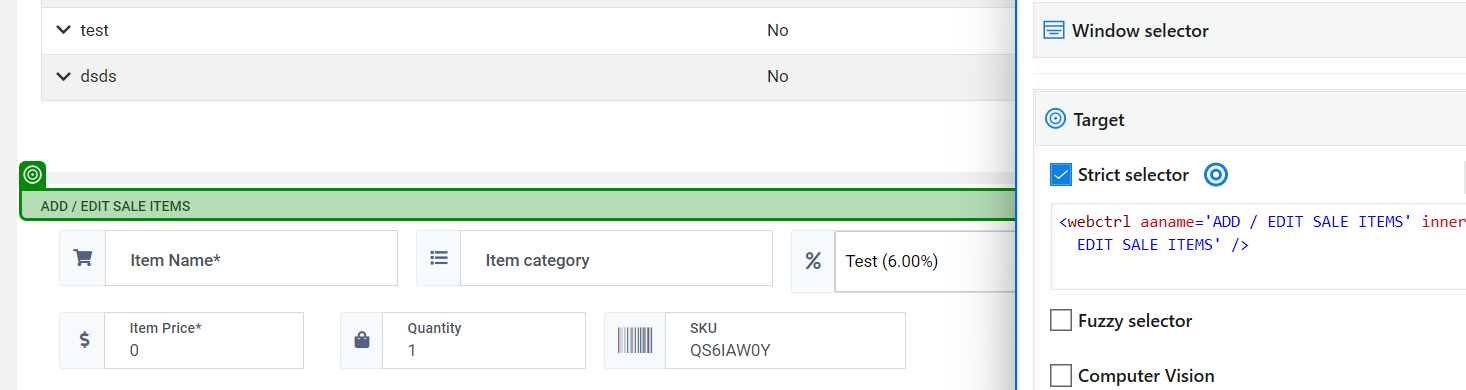 test No
dsds No
ADD / EDIT SALE ITEMS
Item Name*
Item category
% Test (6.00%)
$ Item Price*
0
Quantity
1
SKU
QS6IAW0Y
Window selector
Target
Strict selector
<webctrl aaname='ADD / EDIT SALE ITEMS' inner
EDIT SALE ITEMS' />
Fuzzy selector
Computer Vision